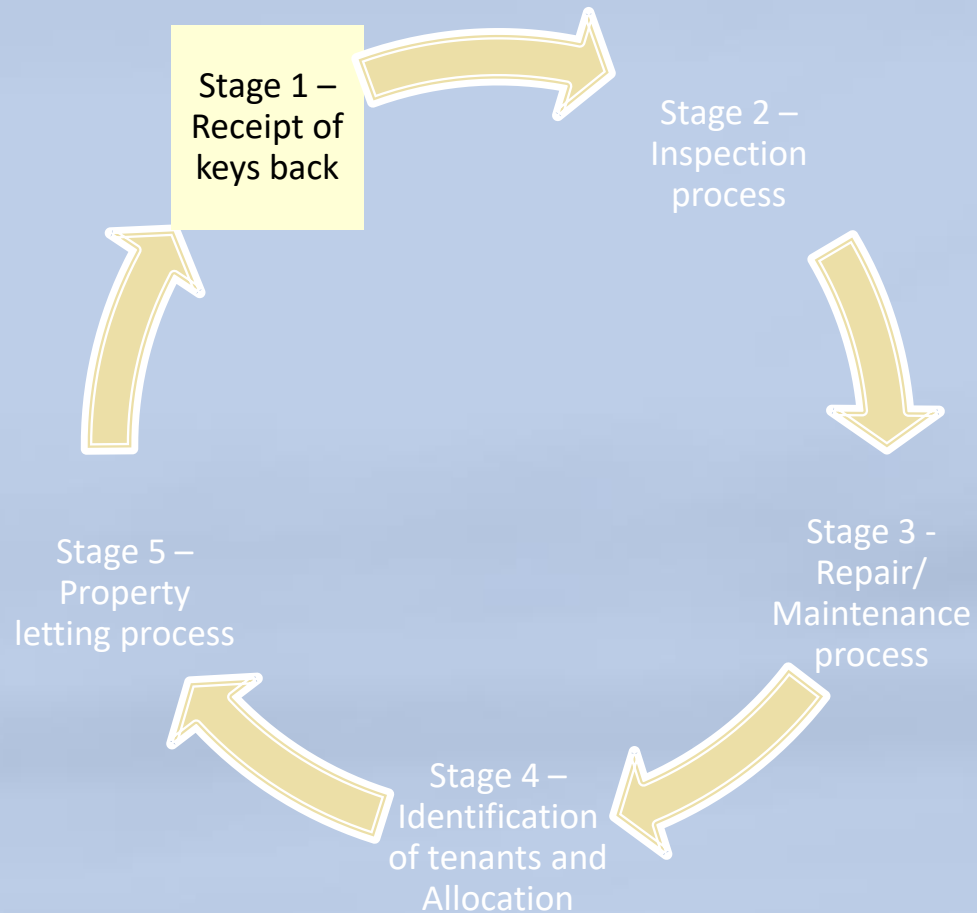 Stage 1 –
Receipt of
keys back
Stage 2 –
Inspection
process
Stage 3 -
Repair/
Maintenance
process
Stage 4 –
Identification
of tenants and
Allocation
Stage 5 –
Property
letting process